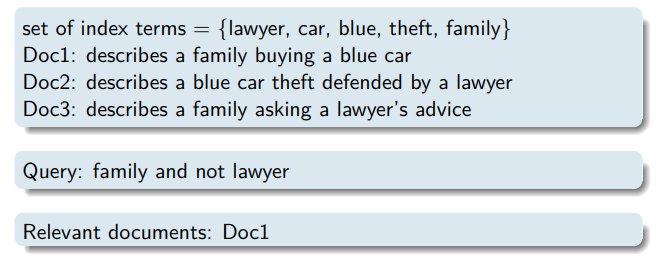 set of index terms = {lawyer, car, blue, theft, family}
Doc1: describes a family buying a blue car
Doc2: describes a blue car theft defended by a lawyer
Doc3: describes a family asking a lawyer's advice
Query: family and not lawyer
Relevant documents: Doc1